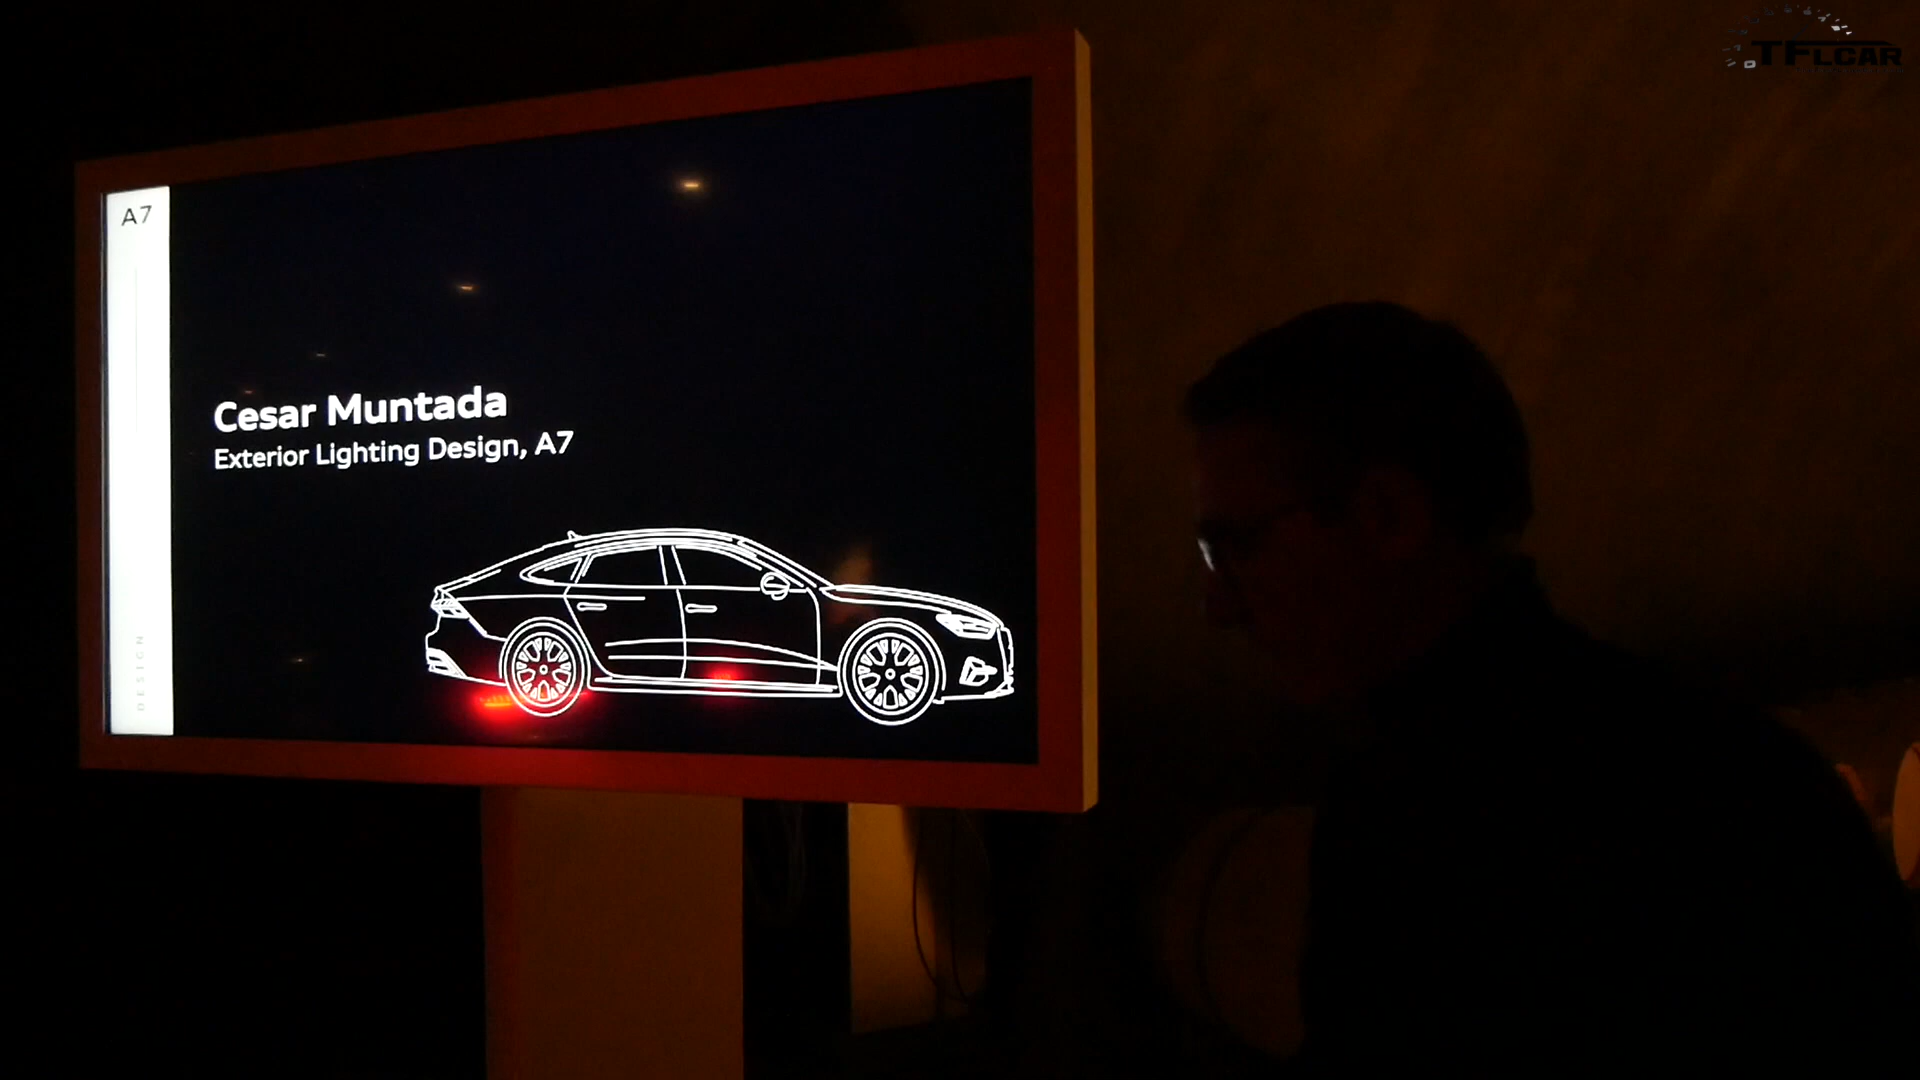 TFLCAR
A7
Cesar Muntada
Exterior Lighting Design, A7
DESIGN